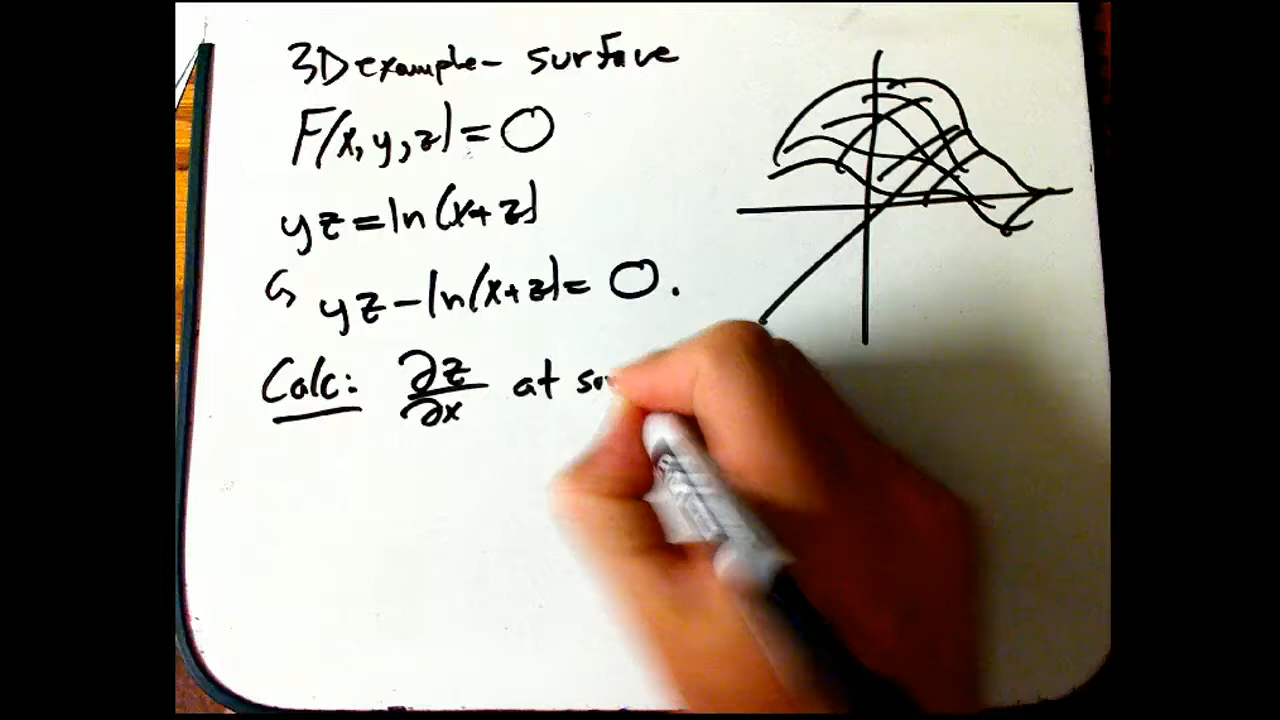 3D example - surface
F(x, y, z) = 0
yz = ln(x+z)
↳ yz - ln(x+z) = 0.
Calc: ∂z/∂x at